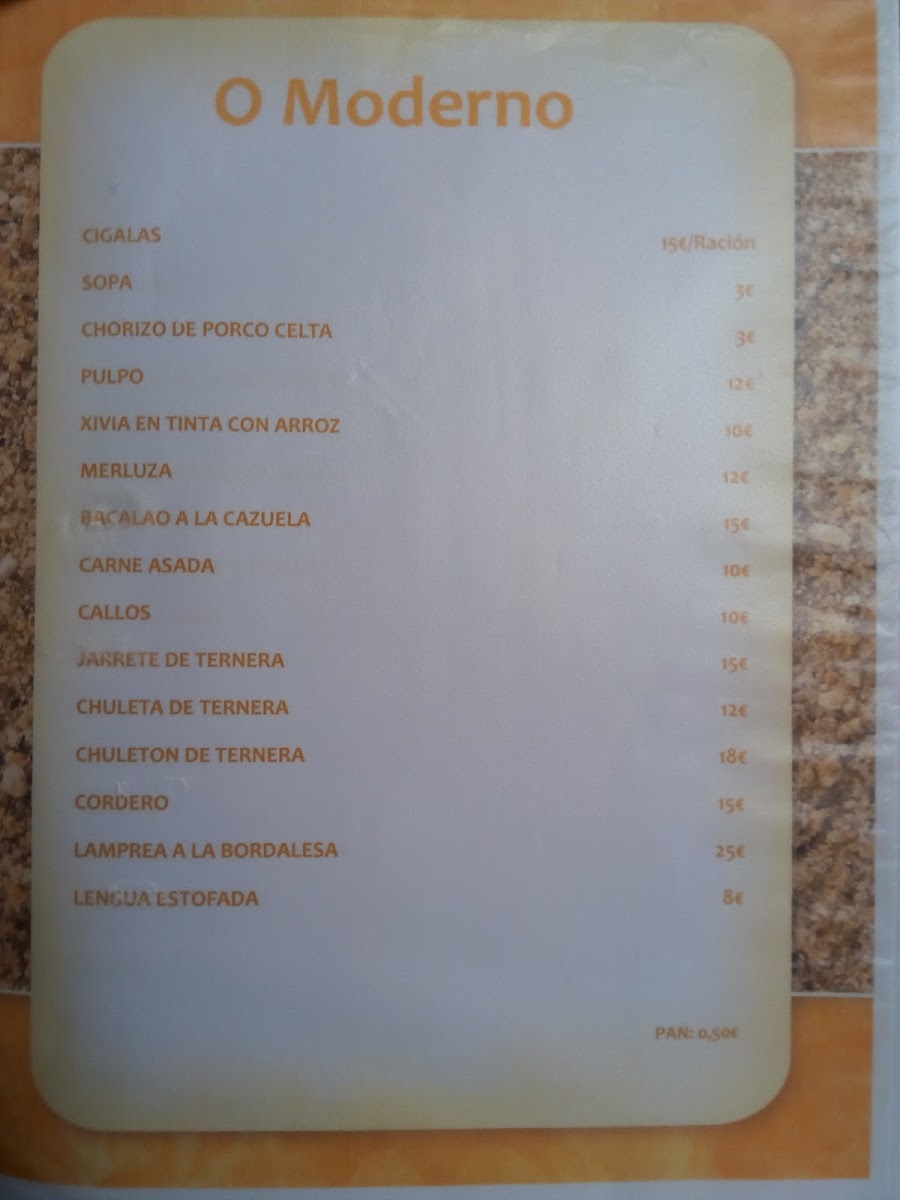 O Moderno
CIGALAS 15€/Ración
SOPA 3€
CHORIZO DE PORCO CELTA 3€
PULPO 12€
XIVIA EN TINTA CON ARROZ 10€
MERLUZA 12€
BACALAO A LA CAZUELA 15€
CARNE ASADA 10€
CALLOS 10€
JARRETE DE TERNERA 15€
CHULETA DE TERNERA 12€
CHULETON DE TERNERA 18€
CORDERO 15€
LAMPREA A LA BORDALESA 25€
LENGUA ESTOFADA 8€
PAN: 0,50€